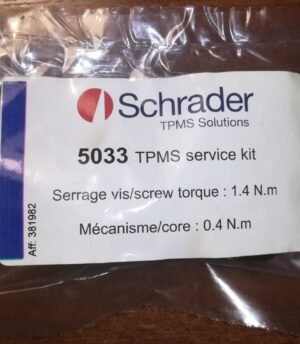 Schrader
TPMS Solutions
5033 TPMS service kit
Serrage vis/screw torque : 1.4 N.m
Mécanisme/core : 0.4 N.m
Aff: 381982